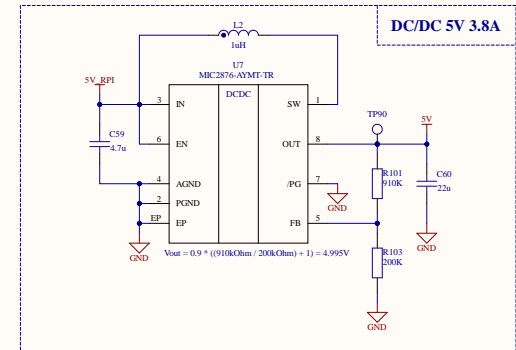 DC/DC 5V 3.8A
L2
1uH
U7
MIC2876-AYMT-TR
DCDC
5V_RPI
3 IN SW 1
TP90
5V
C59
4.7u
6 EN OUT 8
R101
910K
C60
22u
4 AGND /PG 7
GND
2 PGND
EP EP FB 5
GND
GND
Vout = 0.9 * ((910kOhm / 200kOhm) + 1) = 4.995V
R103
200K
GND